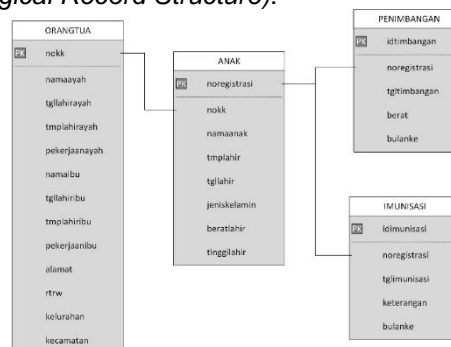 gical Record Structure).
ORANGTUA
PK nokk
namaayah
tgllahirayah
tmplahirayah
pekerjaanayah
namaibu
tgllahiribu
tmplahiribu
pekerjaanibu
alamat
rtrw
kelurahan
kecamatan
ANAK
PK noregistrasi
nokk
namaanak
tmplahir
tgllahir
jeniskelamin
beratlahir
tinggilahir
PENIMBANGAN
PK idtimbangan
noregistrasi
tgltimbangan
berat
bulanke
IMUNISASI
PK idimunisasi
noregistrasi
tglimunisasi
keterangan
bulanke